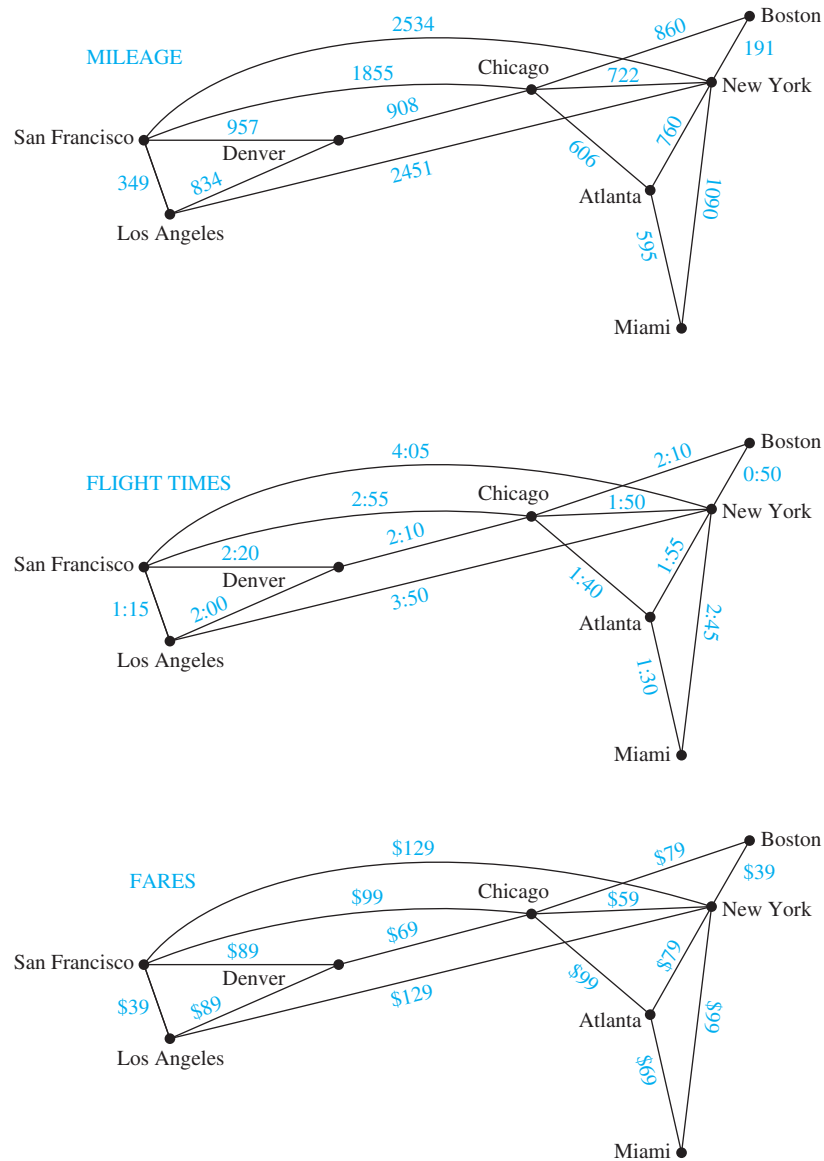 2534
860
Boston
MILEAGE
191
1855
Chicago
722
New York
908
San Francisco
957
Denver
760
606
349
834
2451
Atlanta
1090
Los Angeles
595
Miami
4:05
2:10
Boston
FLIGHT TIMES
0:50
2:55
Chicago
1:50
New York
2:10
San Francisco
2:20
Denver
1:55
1:40
1:15
2:00
3:50
Atlanta
2:45
Los Angeles
1:30
Miami
$129
$79
Boston
FARES
$39
$99
Chicago
$59
New York
$69
San Francisco
$89
Denver
$79
$99
$39
$89
$129
Atlanta
$99
Los Angeles
$69
Miami